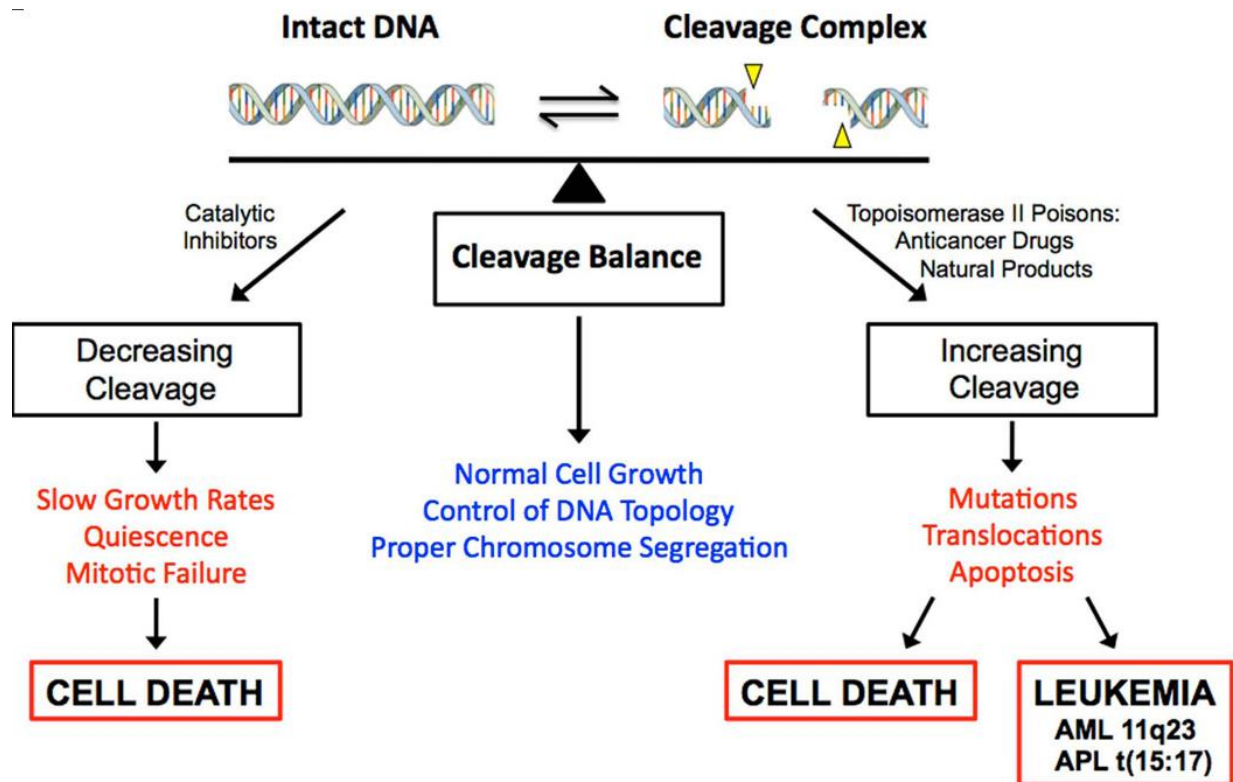 Intact DNA
Cleavage Complex
Catalytic
Inhibitors
Cleavage Balance
Topoisomerase II Poisons:
Anticancer Drugs
Natural Products
Decreasing
Cleavage
Increasing
Cleavage
Slow Growth Rates
Quiescence
Mitotic Failure
Normal Cell Growth
Control of DNA Topology
Proper Chromosome Segregation
Mutations
Translocations
Apoptosis
CELL DEATH
CELL DEATH
LEUKEMIA
AML 11q23
APL t(15:17)